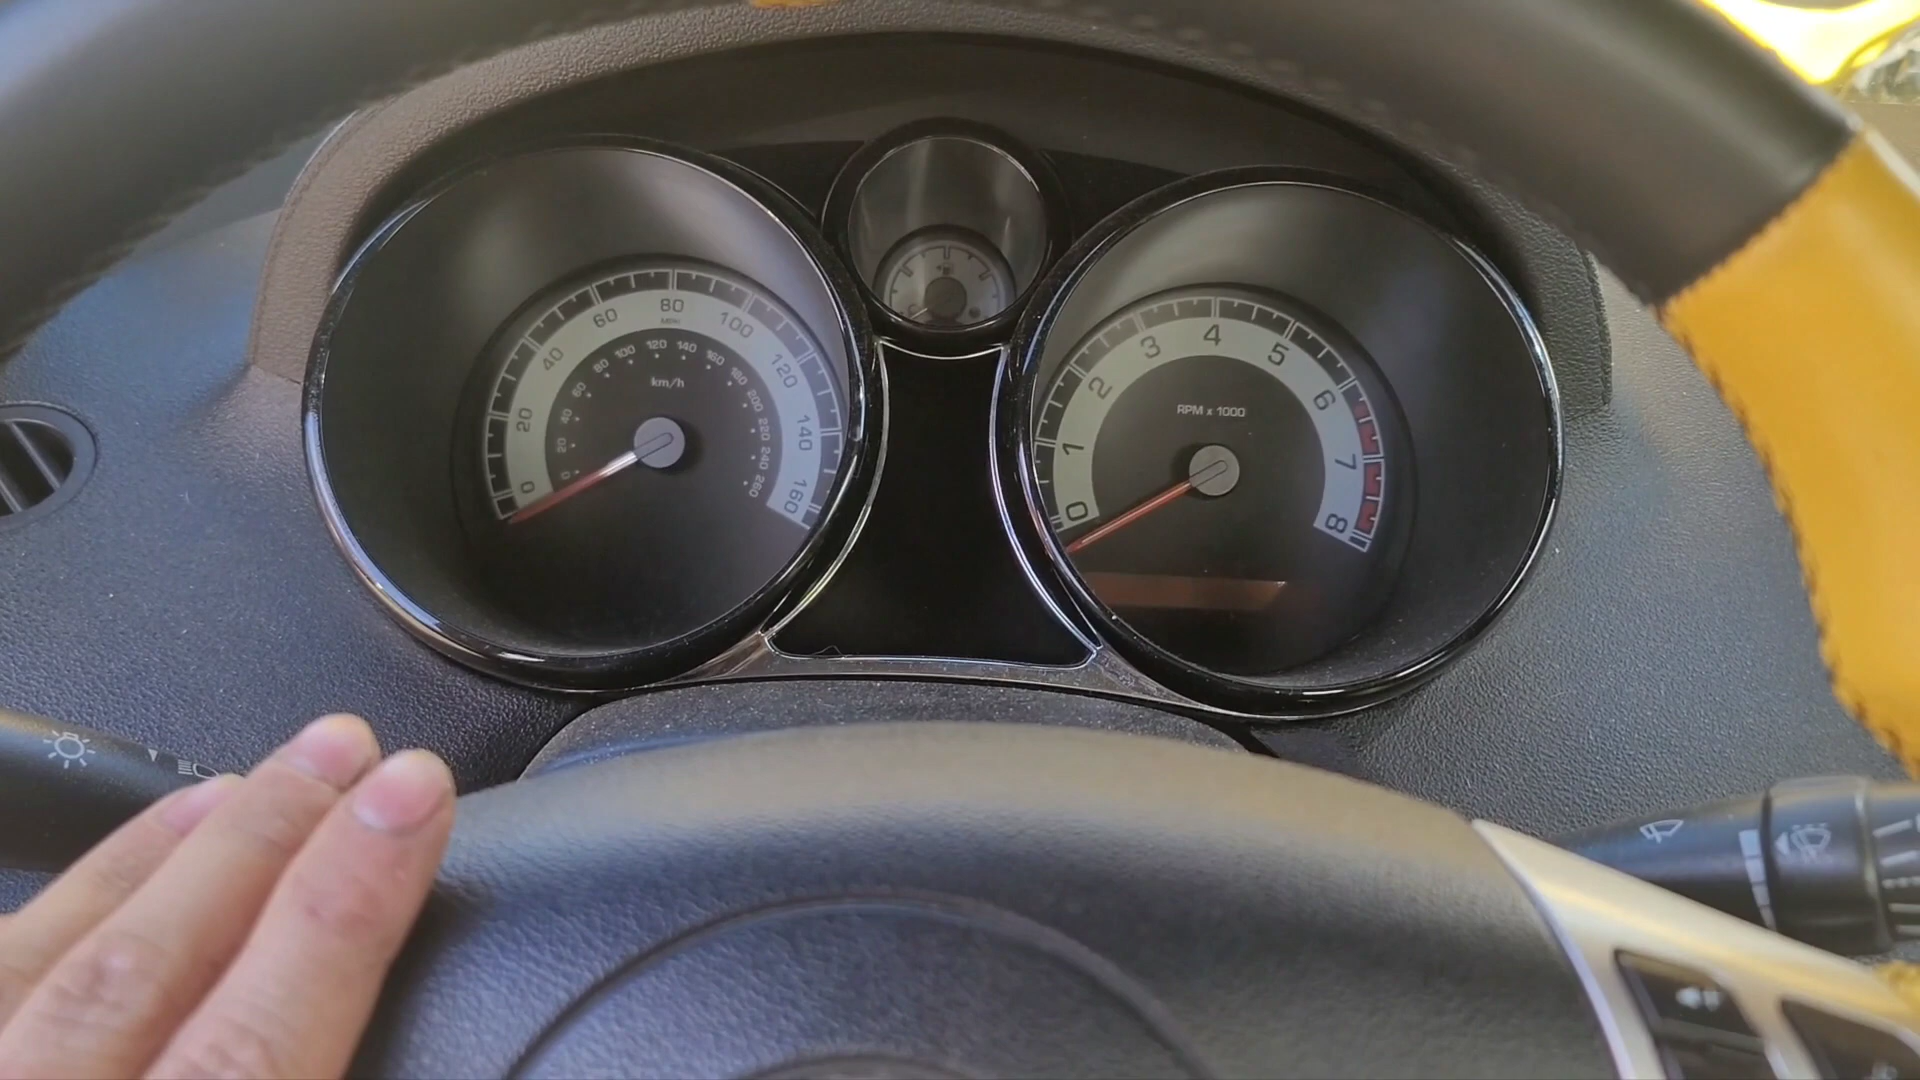 0 20 40 60 80 100 120 140 160
MPH
0 20 40 60 80 100 120 140 160 180 200 220 240 260
km/h
0 1 2 3 4 5 6 7 8
RPM x 1000